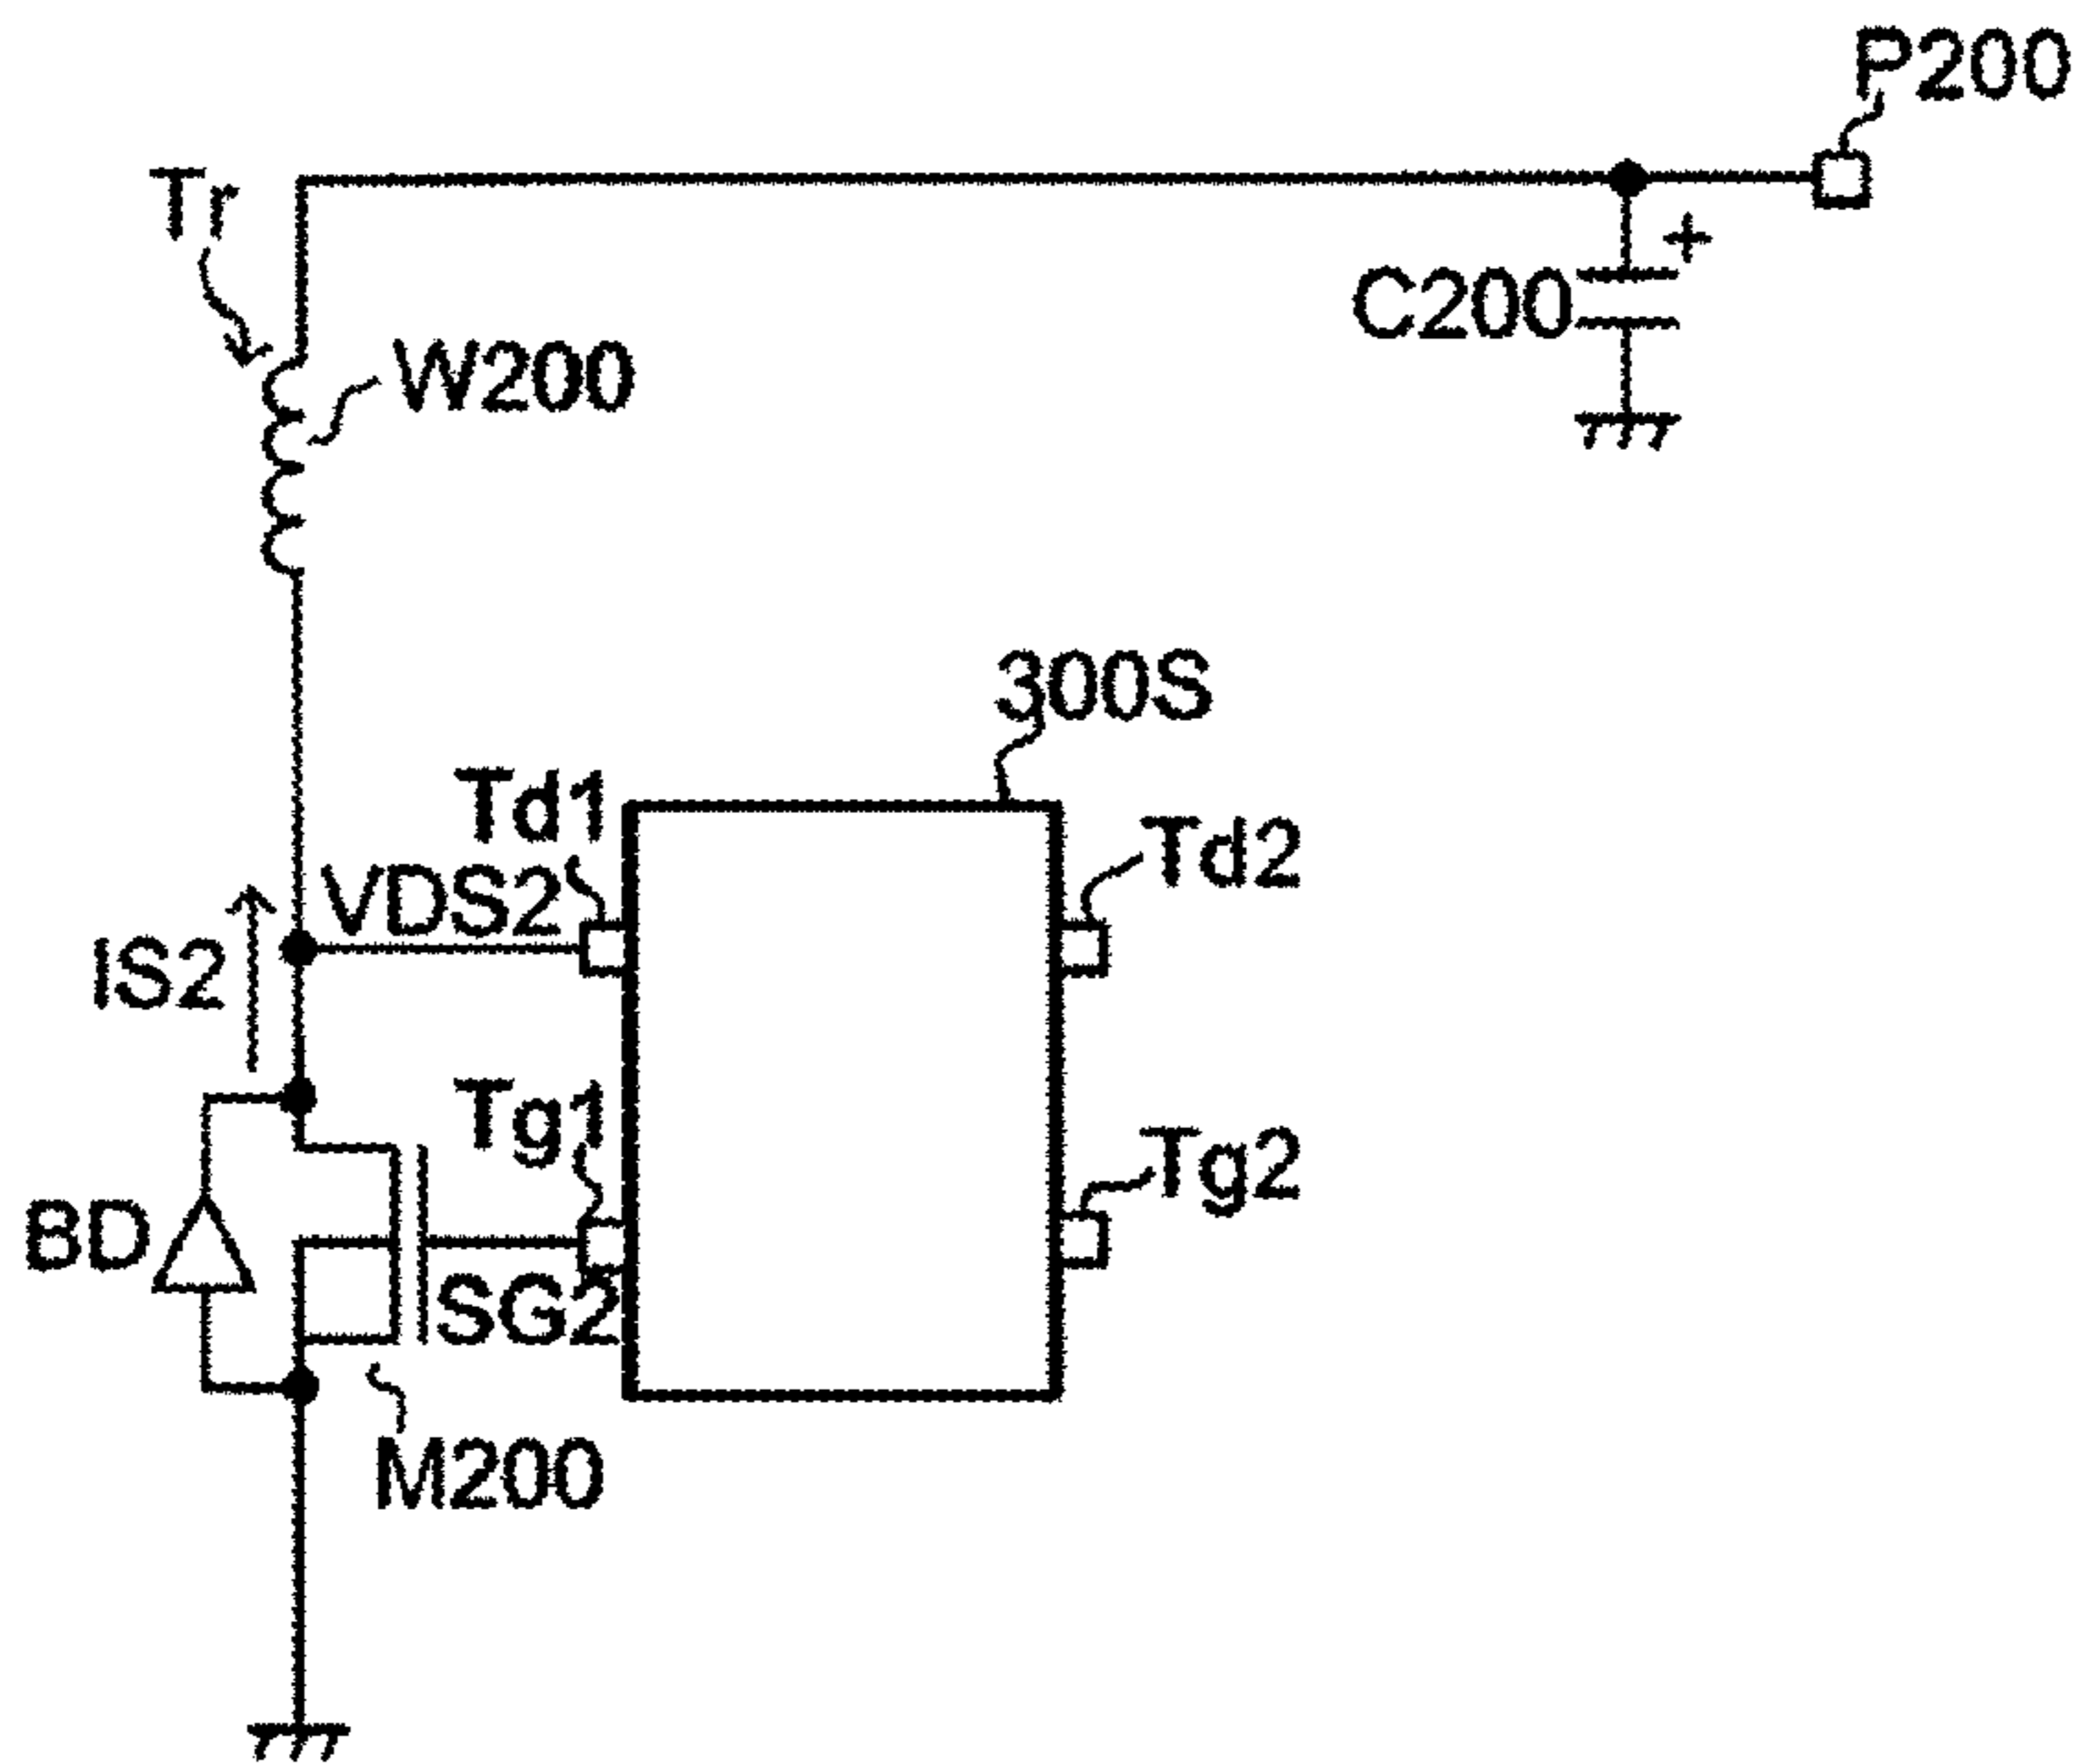 P200
Tr
+
C200
W200
300S
Td1
Td2
VDS2
IS2
Tg1
Tg2
BD
SG2
M200